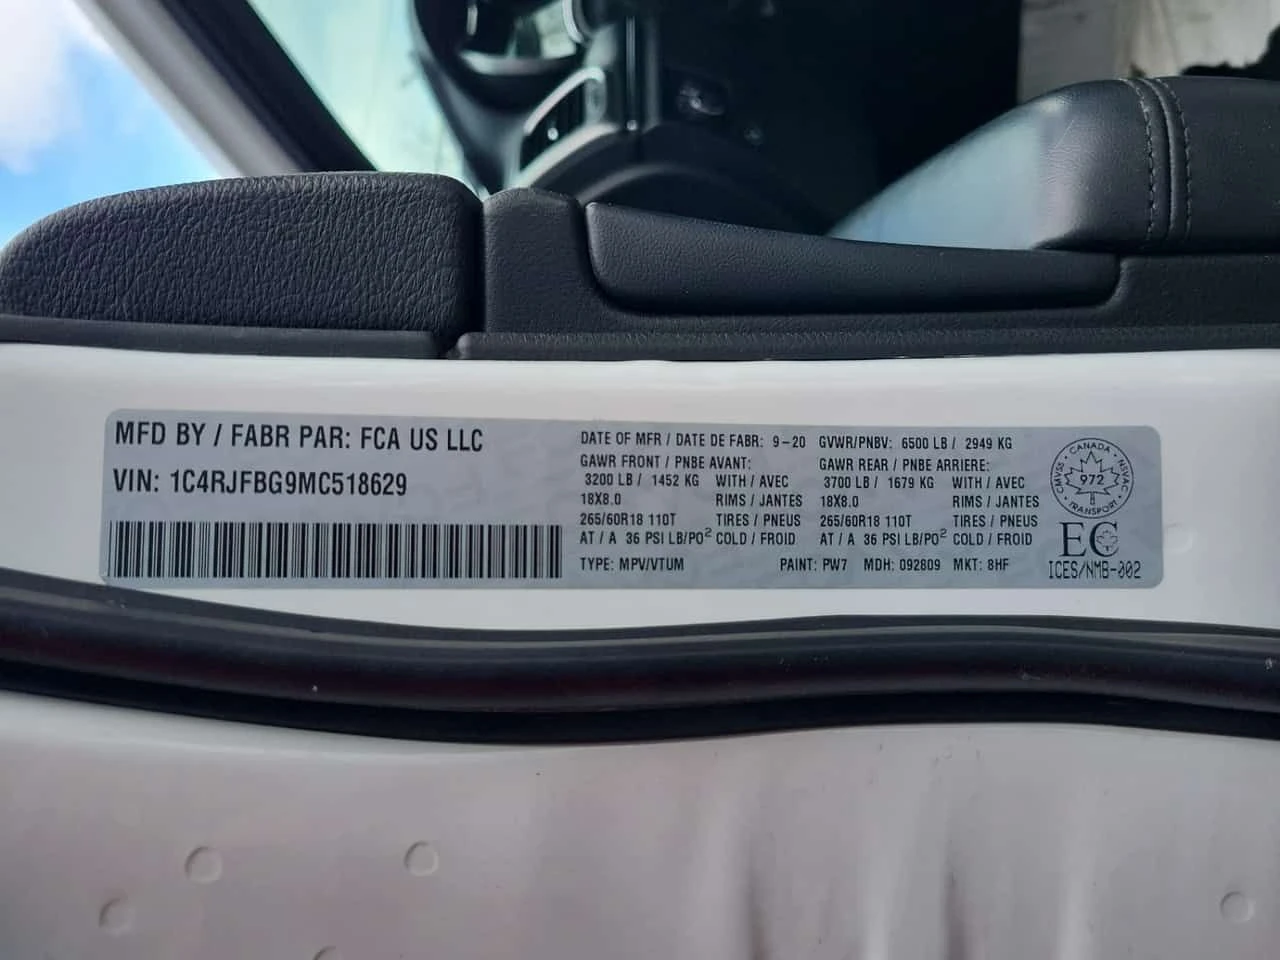 MFD BY / FABR PAR: FCA US LLC
VIN: 1C4RJFBG9MC518629
DATE OF MFR / DATE DE FABR: 9-20 GVWR/PNBV: 6500 LB / 2949 KG
GAWR FRONT / PNBE AVANT: GAWR REAR / PNBE ARRIERE:
3200 LB / 1452 KG WITH / AVEC 3700 LB / 1679 KG WITH / AVEC
18X8.0 RIMS / JANTES 18X8.0 RIMS / JANTES
265/60R18 110T TIRES / PNEUS 265/60R18 110T TIRES / PNEUS
AT / A 36 PSI LB/PO² COLD / FROID AT / A 36 PSI LB/PO² COLD / FROID
TYPE: MPV/VTUM PAINT: PW7 MDH: 092809 MKT: 8HF
CANADA
CMVSS 972 NSVAC
TRANSPORT
EC
ICES/NMB-002